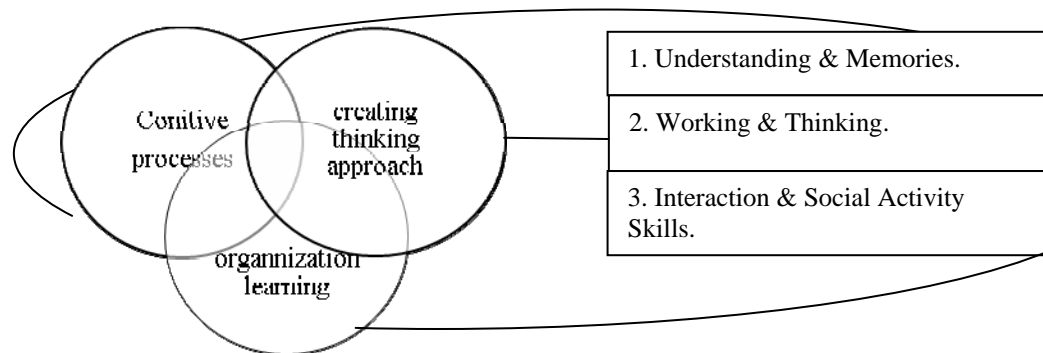 Conitive
processes
creating
thinking
approach
organnization
learning
1. Understanding & Memories.
2. Working & Thinking.
3. Interaction & Social Activity
Skills.